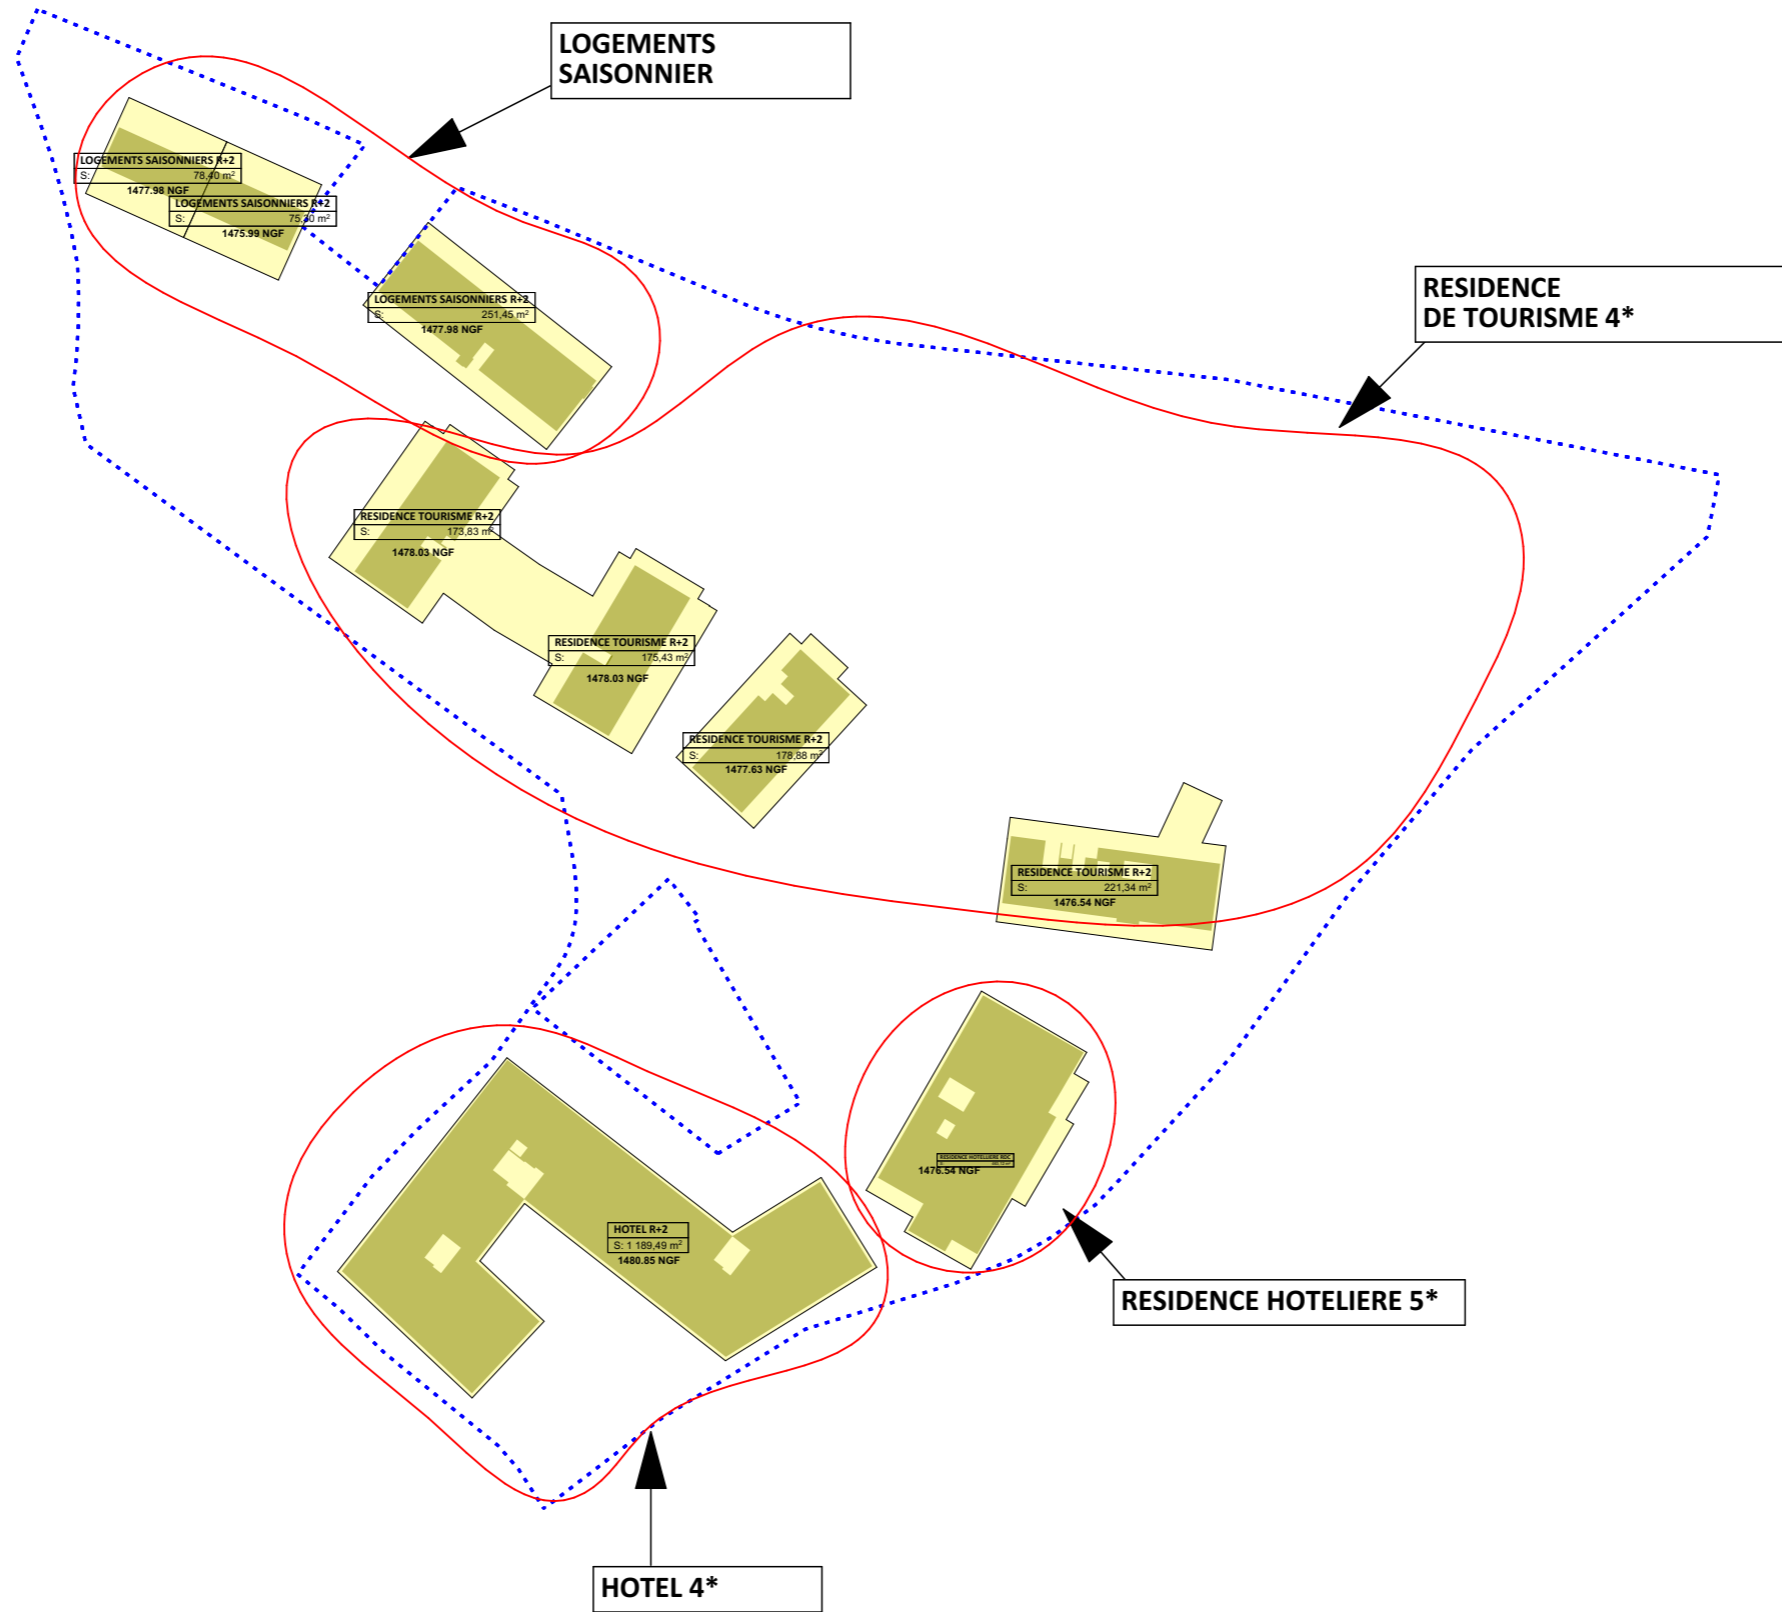 LOGEMENTS
SAISONNIER
LOGEMENTS SAISONNIERS R+2
S: 78,40 m²
1477.98 NGF
LOGEMENTS SAISONNIERS R+2
S: 75,30 m²
1475.99 NGF
RESIDENCE
DE TOURISME 4*
LOGEMENTS SAISONNIERS R+2
S: 251,45 m²
1477.98 NGF
RESIDENCE TOURISME R+2
S: 173,83 m²
1478.03 NGF
RESIDENCE TOURISME R+2
S: 175,43 m²
1478.03 NGF
RESIDENCE TOURISME R+2
S: 178,88 m²
1477.63 NGF
RESIDENCE TOURISME R+2
S: 221,34 m²
1476.54 NGF
RESIDENCE HOTELLIERE RDC
S:
1476.54 NGF
HOTEL R+2
S: 1 189,49 m²
1480.85 NGF
RESIDENCE HOTELIERE 5*
HOTEL 4*